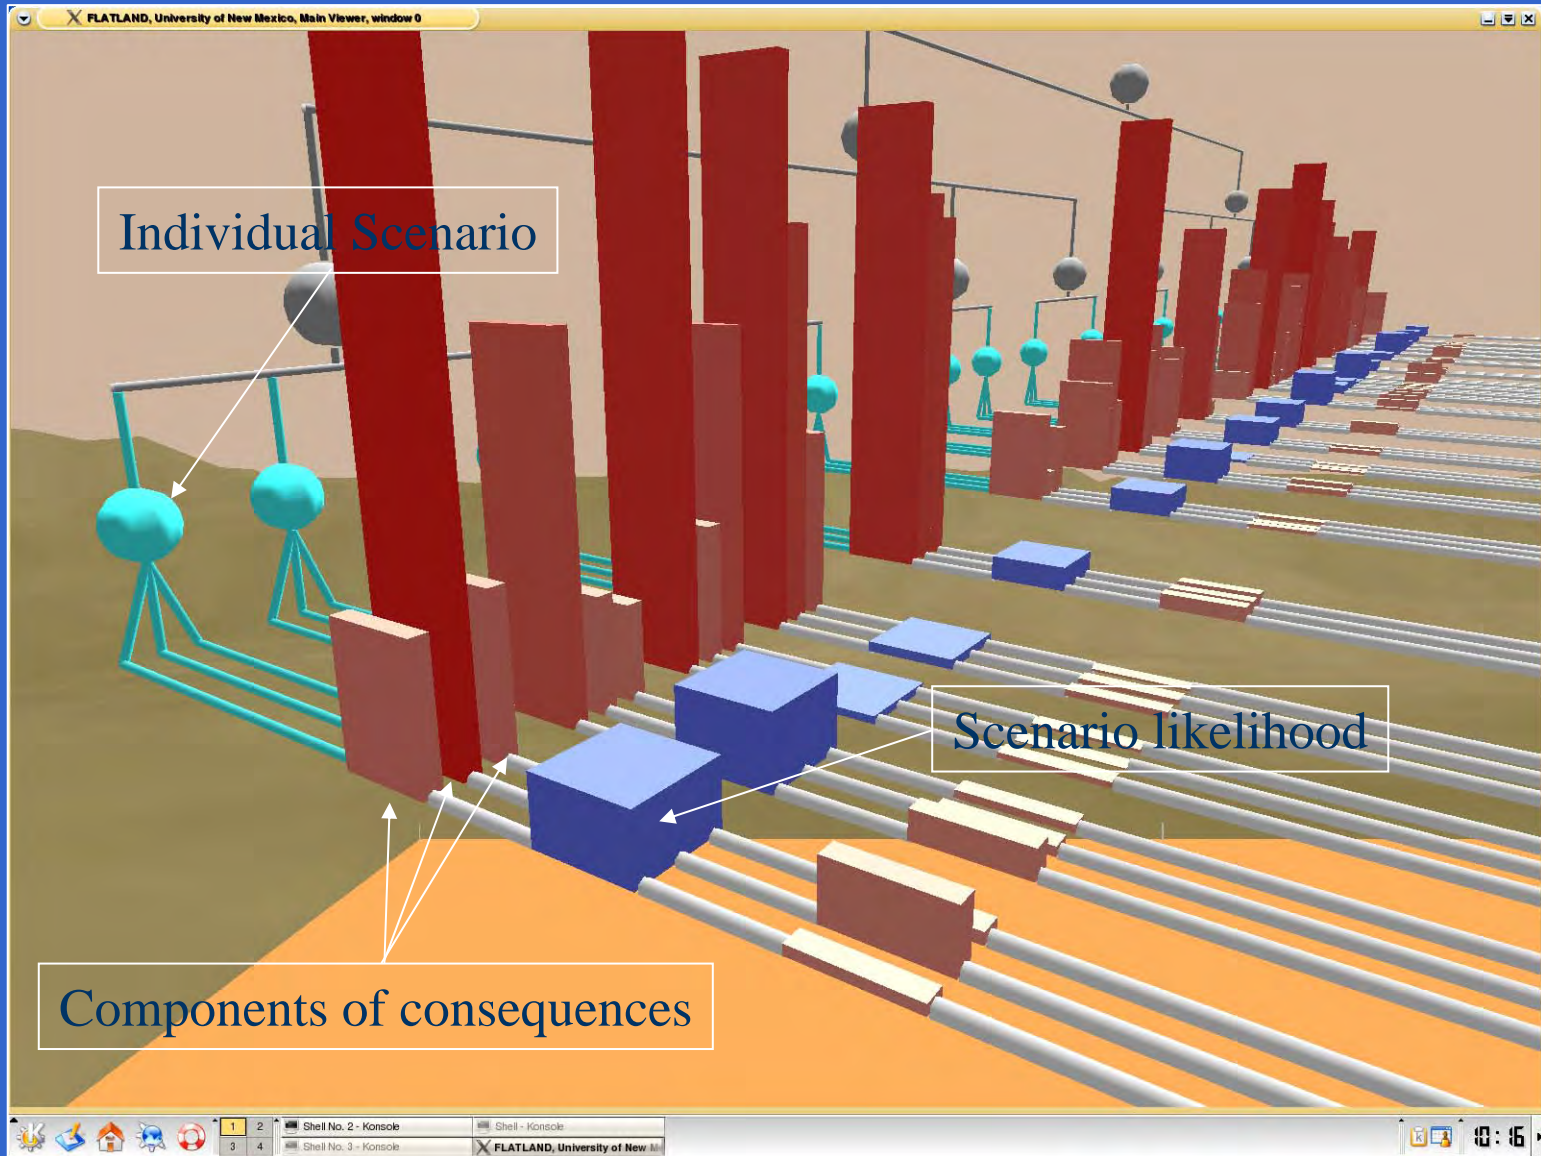 FLATLAND, University of New Mexico, Main Viewer, window 0
Individual Scenario
Scenario likelihood
Components of consequences
1 2
Shell No. 2 - Konsole
Shell - Konsole
3 4
Shell No. 3 - Konsole
FLATLAND, University of New
10:16